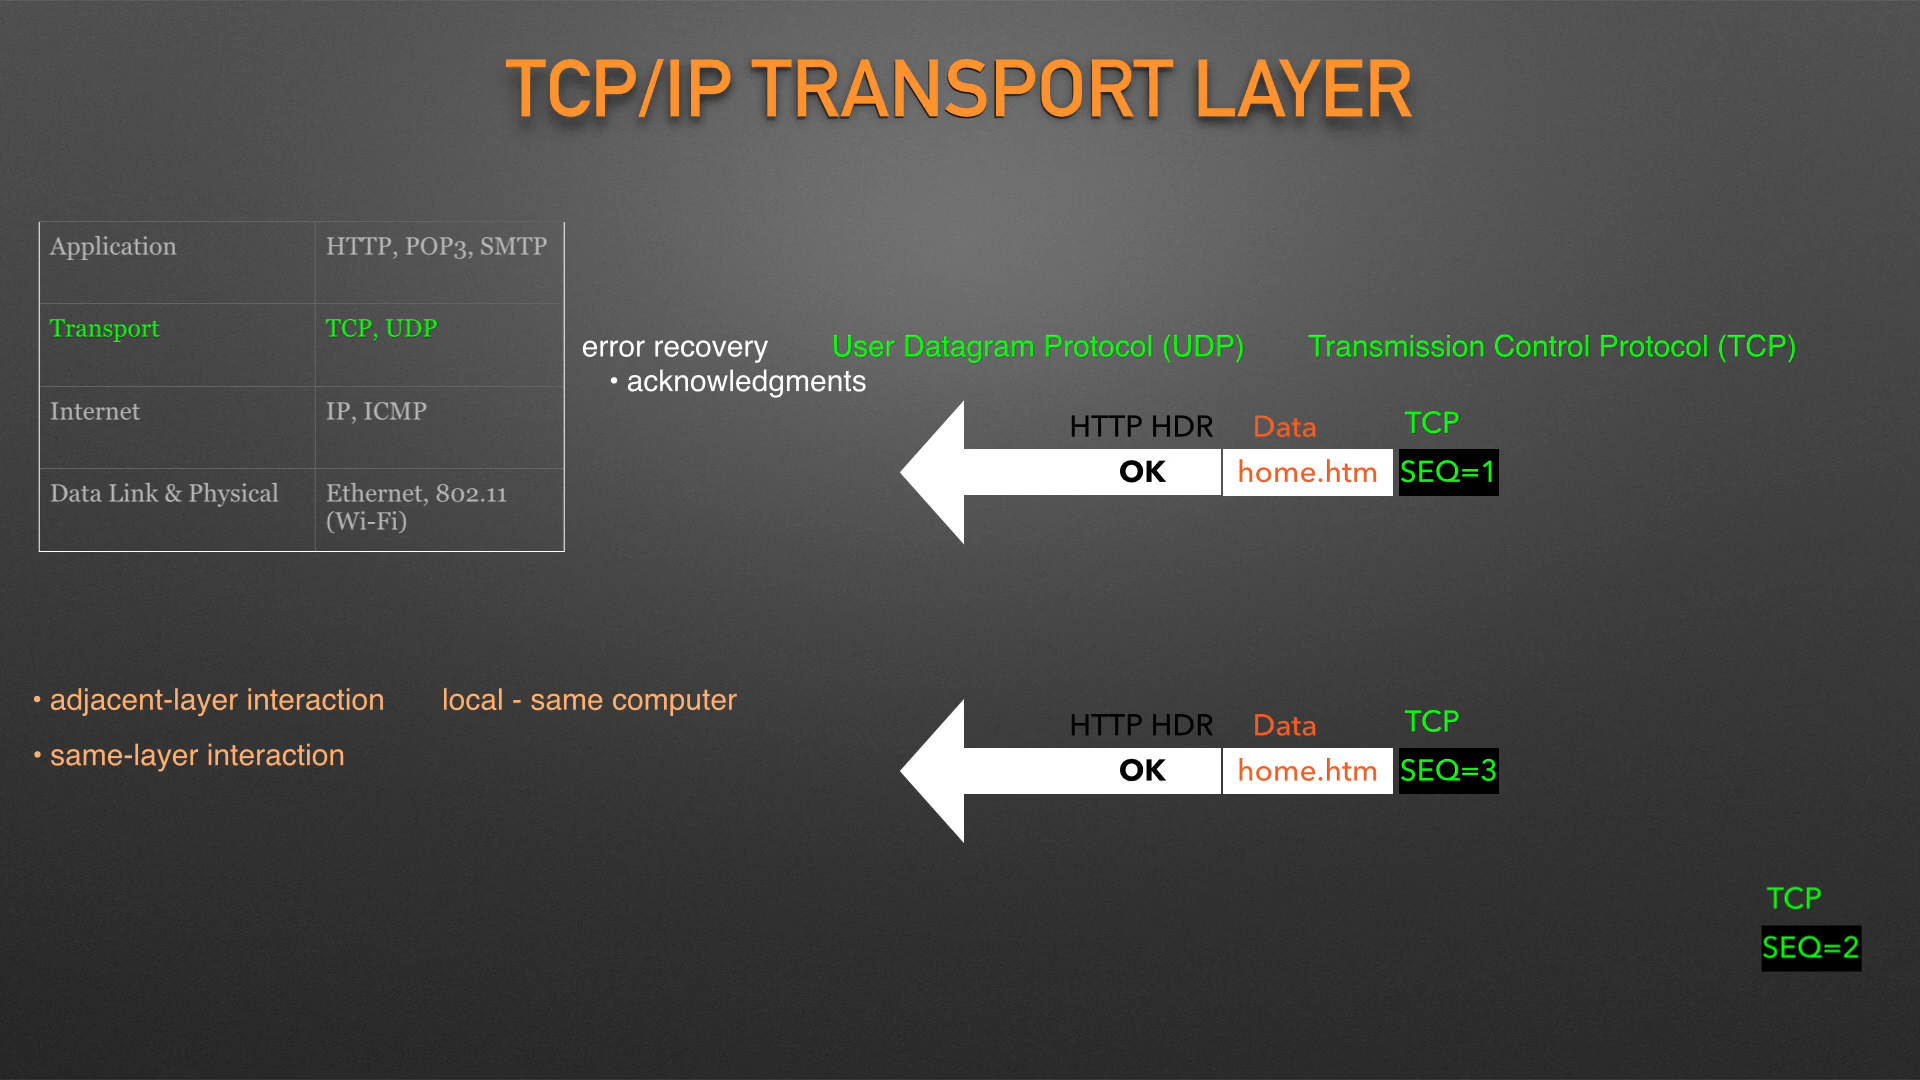 TCP/IP TRANSPORT LAYER
Application
HTTP, POP3, SMTP
Transport
TCP, UDP
Internet
IP, ICMP
Data Link & Physical
Ethernet, 802.11
(Wi-Fi)
error recovery
• acknowledgments
User Datagram Protocol (UDP)
Transmission Control Protocol (TCP)
HTTP HDR
Data
TCP
OK
home.htm
SEQ=1
• adjacent-layer interaction
local - same computer
• same-layer interaction
HTTP HDR
Data
TCP
OK
home.htm
SEQ=3
TCP
SEQ=2